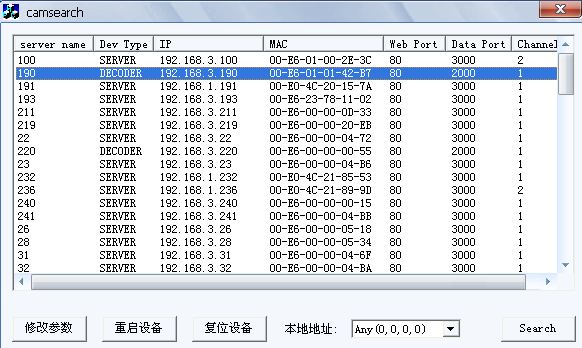 camsearch
server name Dev Type IP MAC Web Port Data Port Channel
100 SERVER 192.168.3.100 00-E6-01-00-2E-3C 80 3000 2
190 DECODER 192.168.3.190 00-E6-01-01-42-B7 80 2000 1
191 SERVER 192.168.1.191 00-E0-4C-20-15-7A 80 3000 1
193 SERVER 192.168.3.193 00-E6-23-78-11-02 80 3000 1
211 SERVER 192.168.3.211 00-E6-00-00-0D-33 80 3000 1
219 SERVER 192.168.3.219 00-E6-00-00-20-EB 80 3000 1
22 SERVER 192.168.3.22 00-E6-00-00-04-72 80 3000 1
220 DECODER 192.168.3.220 00-E6-00-00-00-55 80 2000 1
23 SERVER 192.168.3.23 00-E6-00-00-04-B6 80 3000 1
232 SERVER 192.168.1.232 00-E0-4C-21-85-53 80 3000 1
236 SERVER 192.168.1.236 00-E0-4C-21-89-9D 80 3000 2
240 SERVER 192.168.3.240 00-E6-00-00-00-15 80 3000 1
241 SERVER 192.168.3.241 00-E6-00-00-04-BB 80 3000 1
26 SERVER 192.168.3.26 00-E6-00-00-05-18 80 3000 1
28 SERVER 192.168.3.28 00-E6-00-00-05-34 80 3000 1
31 SERVER 192.168.3.31 00-E6-00-00-04-6F 80 3000 1
32 SERVER 192.168.3.32 00-E6-00-00-04-BA 80 3000 1
修改参数 重启设备 复位设备 本地地址: Any(0,0,0,0) Search